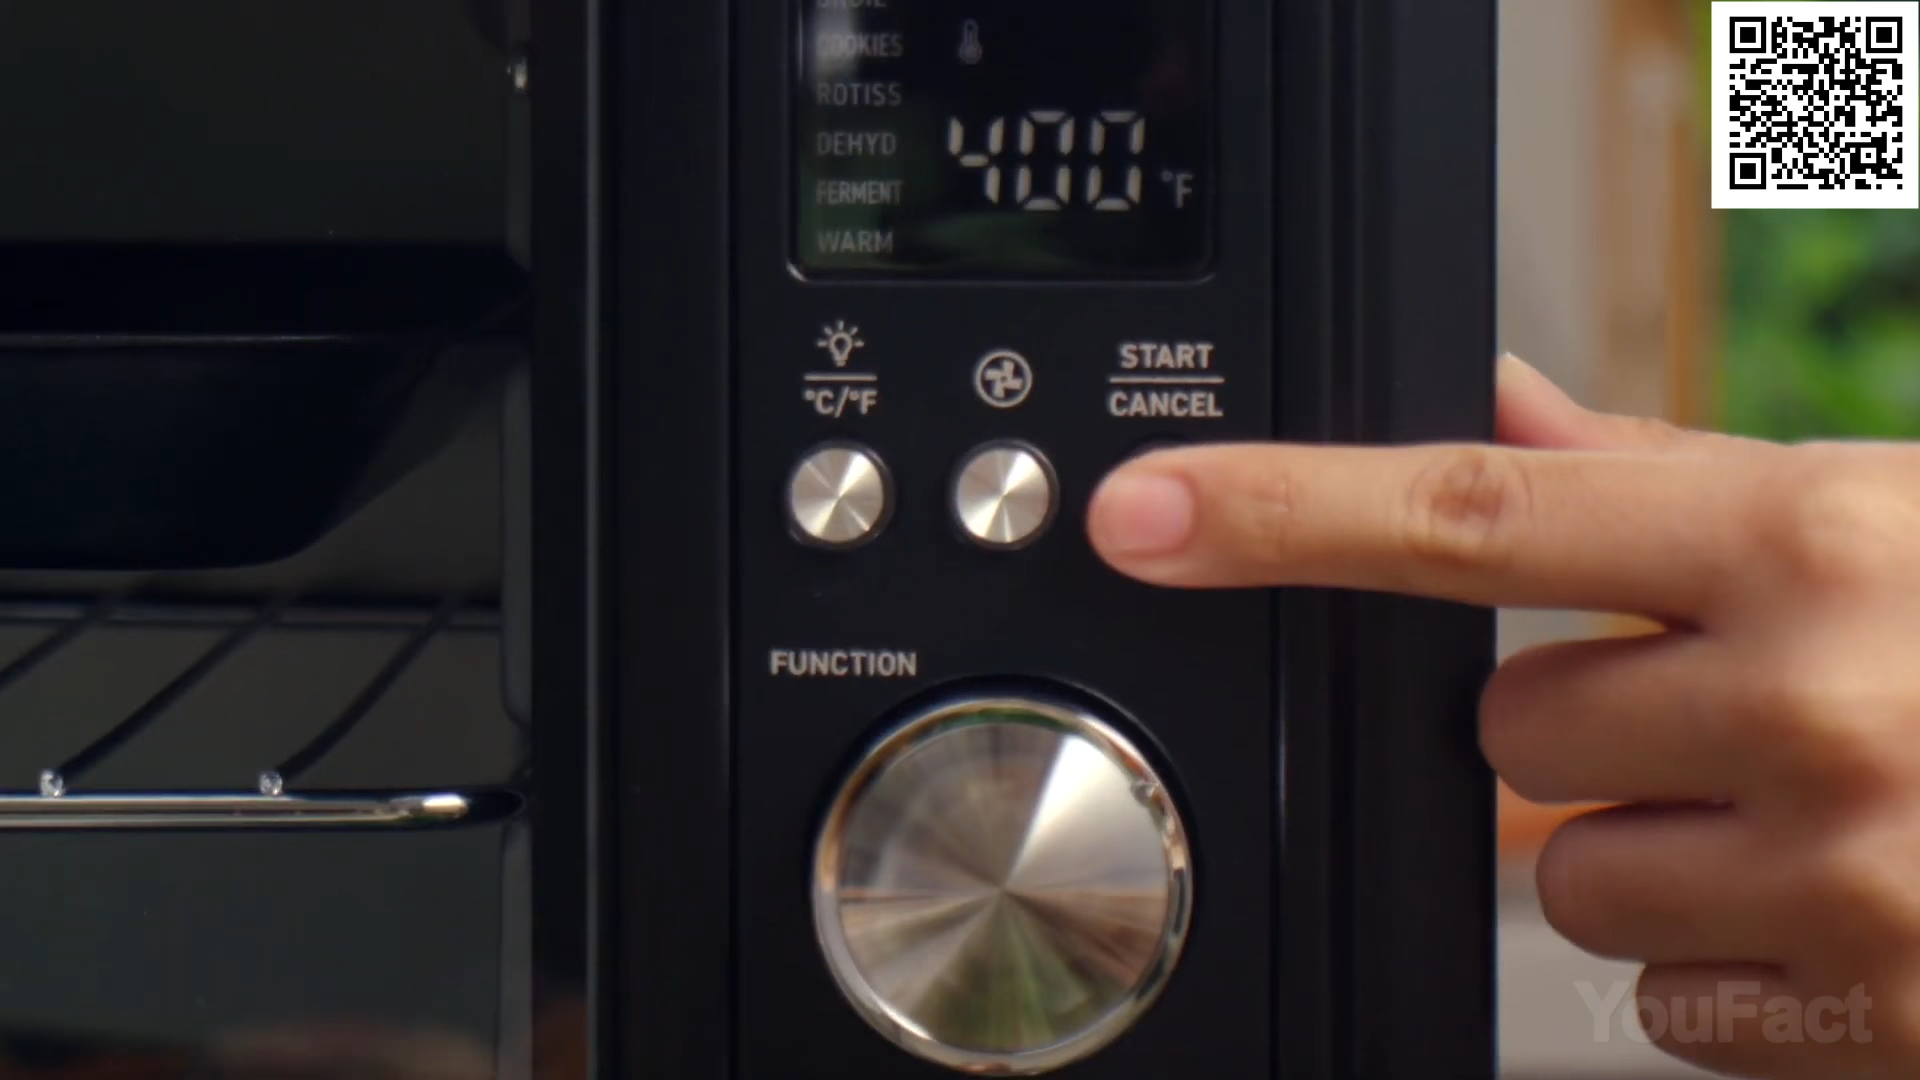 COOKIES
ROTISS
DEHYD
FERMENT
WARM
400 °F
°C/°F
START
CANCEL
FUNCTION
YouFact